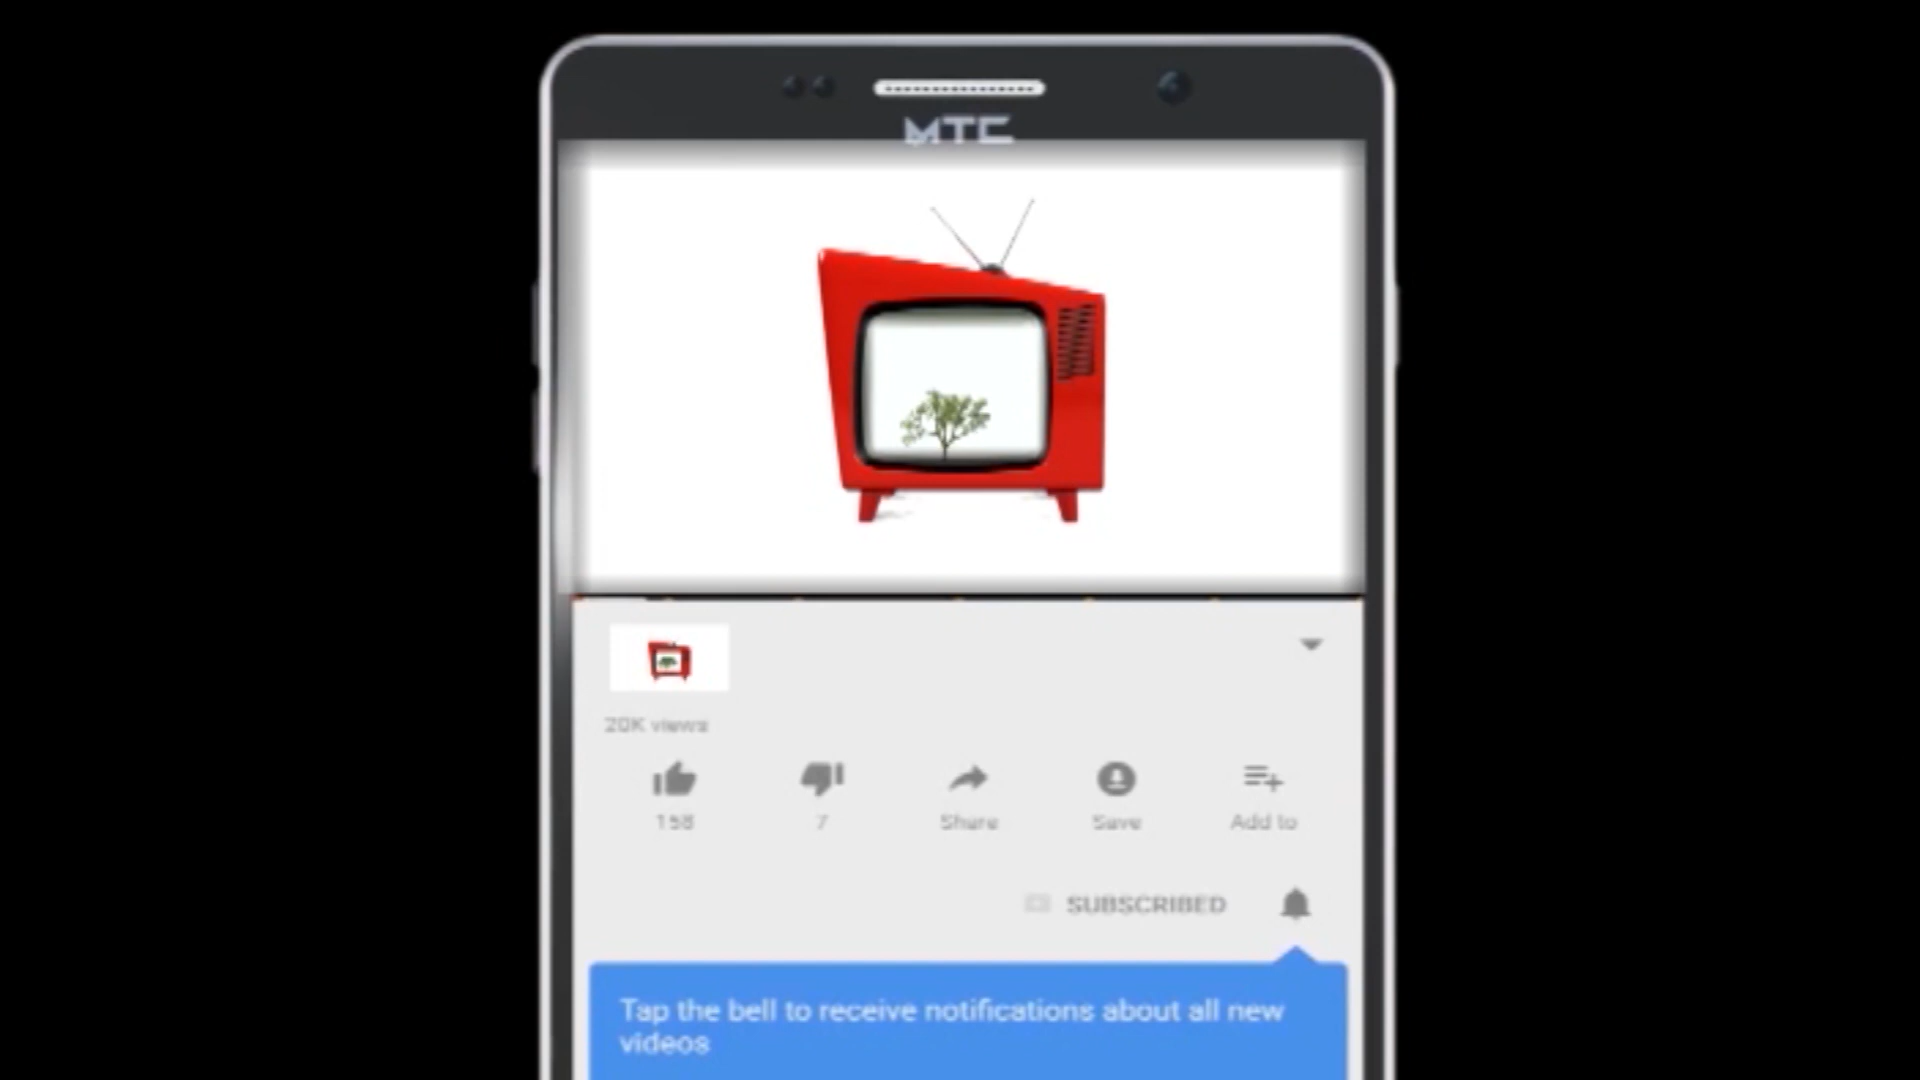 MTC
20K views
158
7
Share
Save
Add to
SUBSCRIBED
Tap the bell to receive notifications about all new
videos